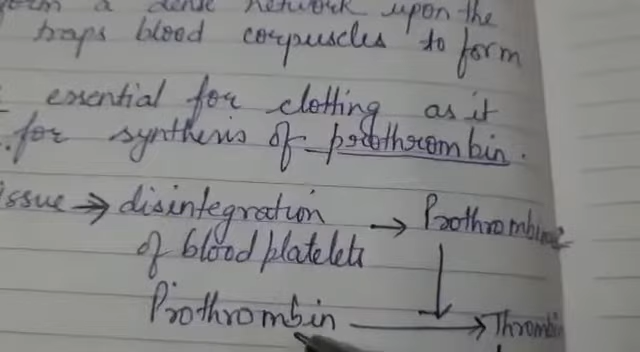 a dense network upon the
traps blood corpuscles to form
essential for clotting as it
for synthesis of prothrombin.
issue → disintegration → Prothrombinase
of blood platelets
Prothrombin → Thrombin